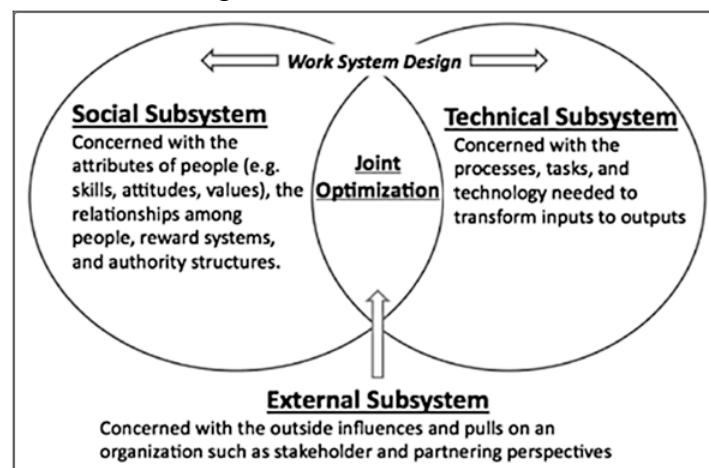 Work System Design
Social Subsystem
Concerned with the
attributes of people (e.g.
skills, attitudes, values), the
relationships among
people, reward systems,
and authority structures.
Joint
Optimization
Technical Subsystem
Concerned with the
processes, tasks, and
technology needed to
transform inputs to outputs
External Subsystem
Concerned with the outside influences and pulls on an
organization such as stakeholder and partnering perspectives